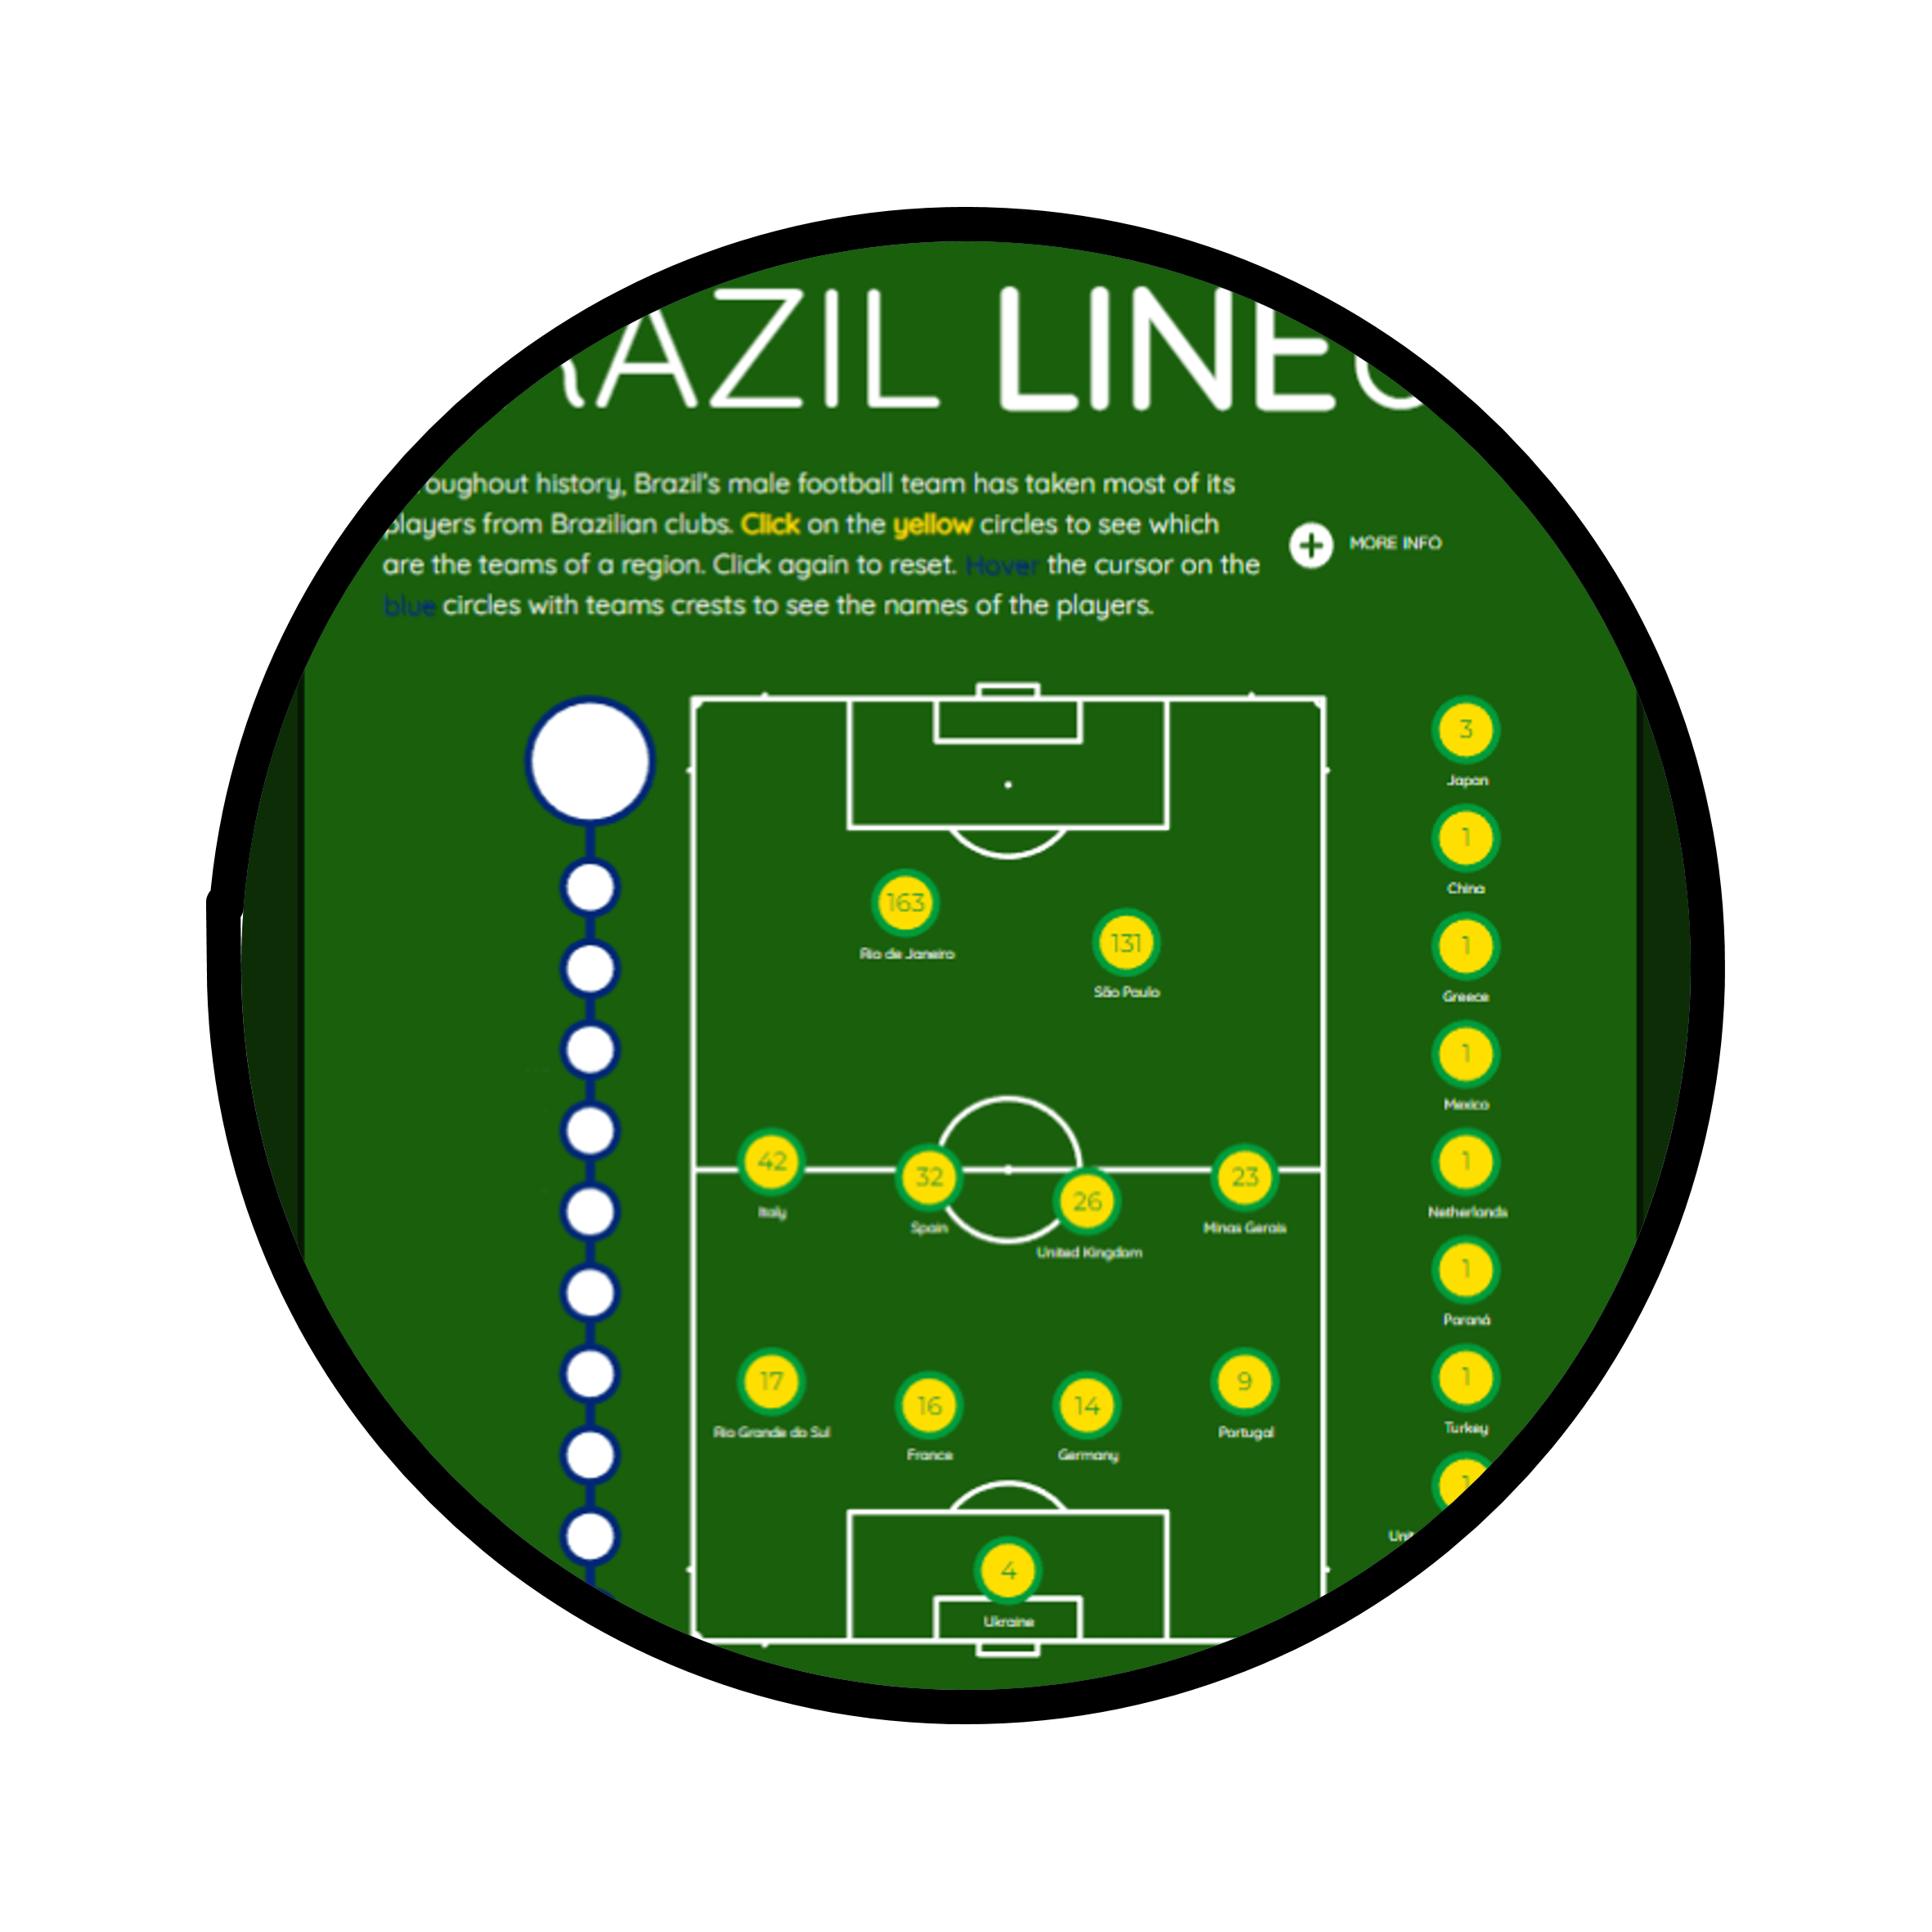 AZIL LINE
oughout history, Brazil's male football team has taken most of its
players from Brazilian clubs. Click on the yellow circles to see which
are the teams of a region. Click again to reset. Hover the cursor on the
blue circles with teams crests to see the names of the players.
MORE INFO
163
Rio de Janeiro
131
São Paulo
42
Italy
32
Spain
26
United Kingdom
23
Minas Gerais
17
Rio Grande do Sul
16
France
14
Germany
9
Portugal
4
Ukraine
3
Japan
1
China
1
Greece
1
Mexico
1
Netherlands
1
Paraná
1
Turkey
1